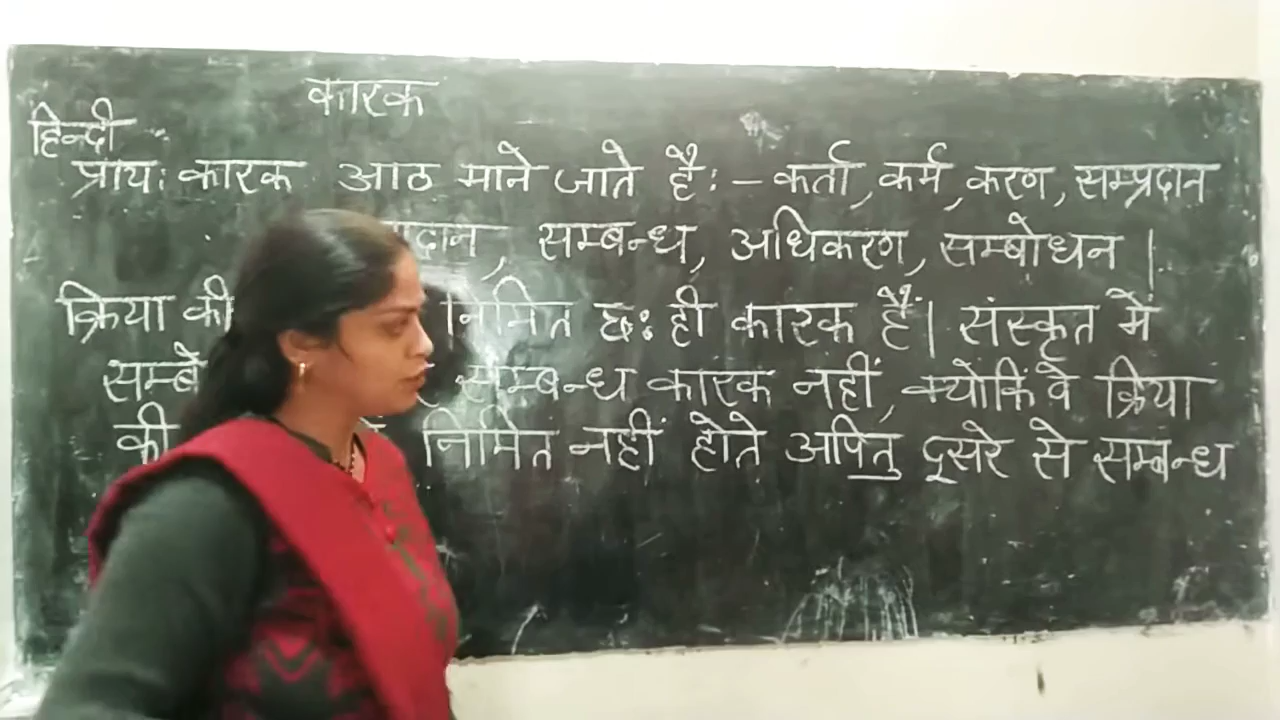 कारक
हिन्दी
प्राय: कारक आठ माने जाते है: – कर्ता, कर्म, करण, सम्प्रदान
सम्बन्ध, अधिकरण, सम्बोधन |
क्रिया की निमित छ: ही कारक हैं| संस्कृत में
सम्बन्ध कारक नहीं, क्योकिं वे क्रिया
की निमित नहीं होते अपितु दूसरे से सम्बन्ध